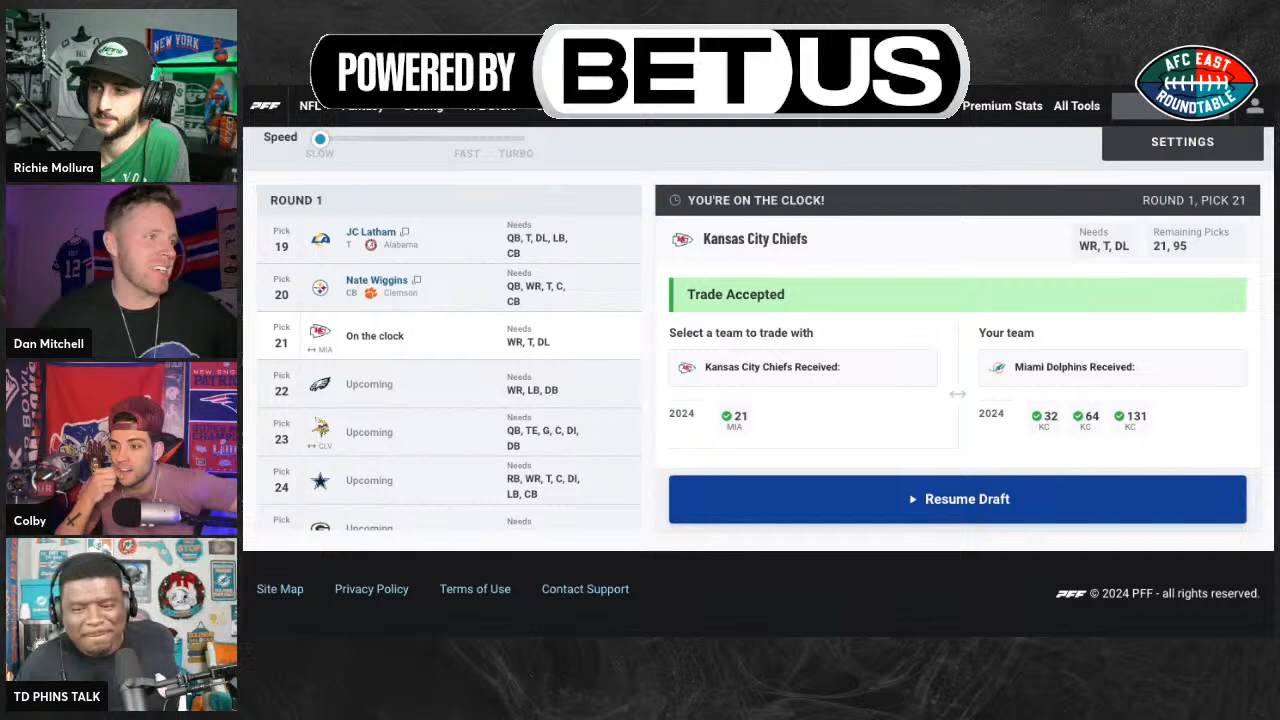 POWERED BY BETUS
AFC EAST
ROUNDTABLE
PFF
NFL
Premium Stats
All Tools
Speed
SLOW
FAST
TURBO
SETTINGS
ROUND 1
Pick
19
JC Latham
T
Alabama
Needs
QB, T, DL, LB,
CB
Pick
20
Nate Wiggins
CB
Clemson
Needs
QB, WR, T, C,
CB
Pick
21
↔ MIA
On the clock
Needs
WR, T, DL
Pick
22
Upcoming
Needs
WR, LB, DB
Pick
23
↔ CLV
Upcoming
Needs
QB, TE, G, C, DI,
DB
Pick
24
Upcoming
Needs
RB, WR, T, C, DI,
LB, CB
Pick
Upcoming
Needs
YOU'RE ON THE CLOCK!
ROUND 1, PICK 21
Kansas City Chiefs
Needs
WR, T, DL
Remaining Picks
21, 95
Trade Accepted
Select a team to trade with
Your team
Kansas City Chiefs Received:
Miami Dolphins Received:
2024
21
MIA
2024
32
KC
64
KC
131
KC
Resume Draft
Site Map
Privacy Policy
Terms of Use
Contact Support
PFF © 2024 PFF - all rights reserved.
NEW YORK
Richie Mollura
12
Dan Mitchell
Colby
TD PHINS TALK